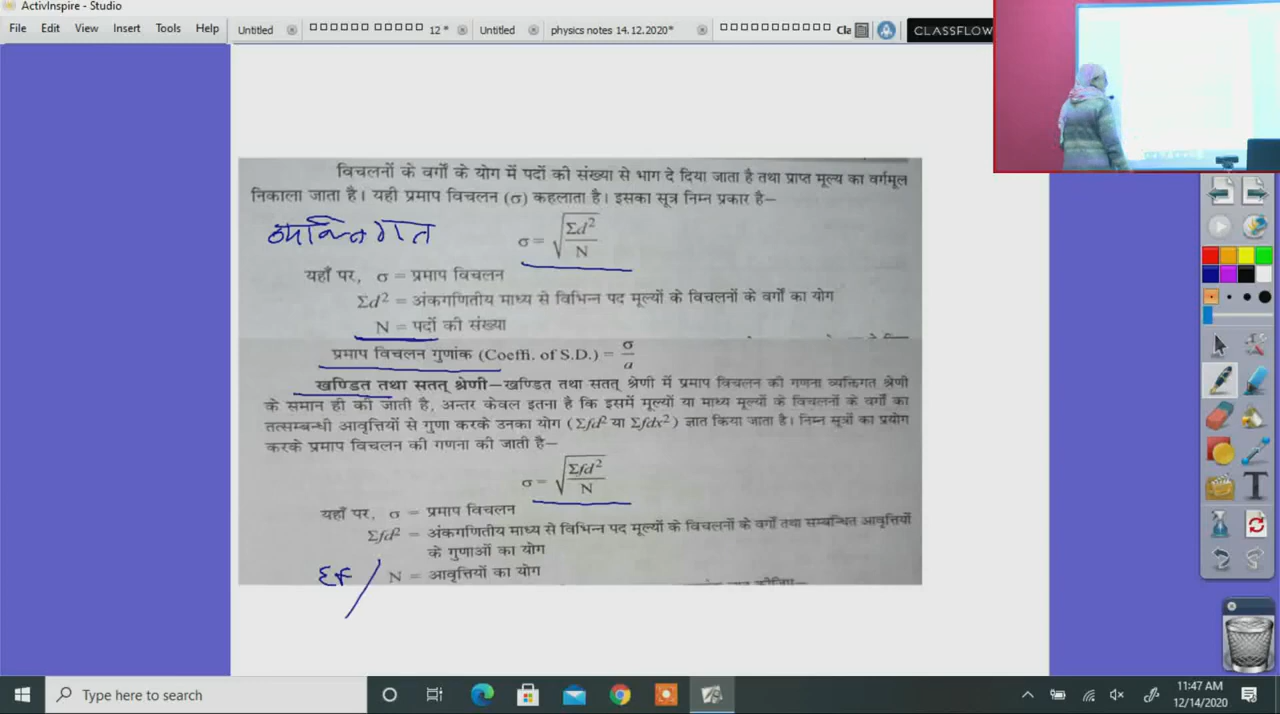 ActivInspire - Studio
File Edit View Insert Tools Help Untitled 12 * Untitled physics notes 14.12.2020* Cla CLASSFLOW
विचलनों के वर्गों के योग में पदों की संख्या से भाग दे दिया जाता है तथा प्राप्त मूल्य का वर्गमूल
निकाला जाता है। यही प्रमाप विचलन (σ) कहलाता है। इसका सूत्र निम्न प्रकार है–
व्यक्तिगत σ = √Σd²/N
यहाँ पर, σ = प्रमाप विचलन
Σd² = अंकगणितीय माध्य से विभिन्न पद मूल्यों के विचलनों के वर्गों का योग
N = पदों की संख्या
प्रमाप विचलन गुणांक (Coeffi. of S.D.) = σ/a
खण्डित तथा सतत् श्रेणी–खण्डित तथा सतत् श्रेणी में प्रमाप विचलन की गणना व्यक्तिगत श्रेणी
के समान ही की जाती है, अन्तर केवल इतना है कि इसमें मूल्यों या माध्य मूल्यों के विचलनों के वर्गों का
तत्सम्बन्धी आवृत्तियों से गुणा करके उनका योग (Σfd² या Σfdx²) ज्ञात किया जाता है। निम्न सूत्रों का प्रयोग
करके प्रमाप विचलन की गणना की जाती है–
σ = √Σfd²/N
यहाँ पर, σ = प्रमाप विचलन
Σfd² = अंकगणितीय माध्य से विभिन्न पद मूल्यों के विचलनों के वर्गों तथा सम्बन्धित आवृत्तियों
के गुणाओं का योग
Σf / N = आवृत्तियों का योग
Type here to search
11:47 AM
12/14/2020